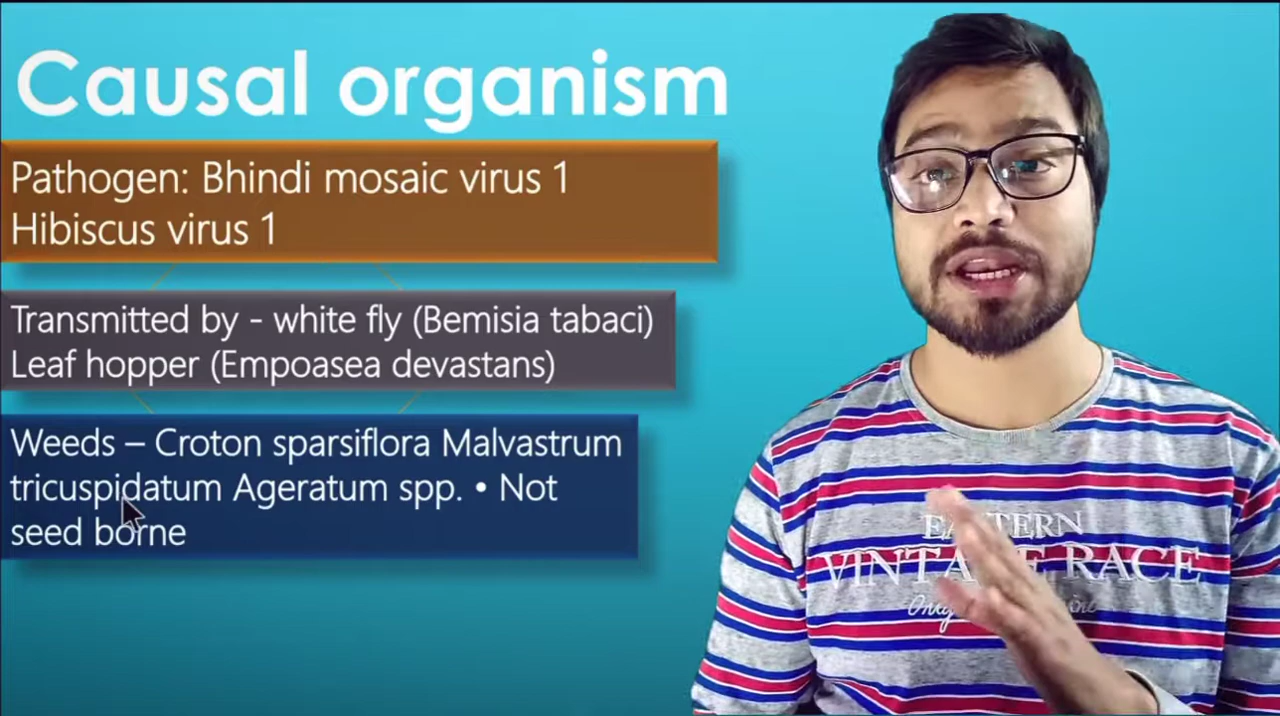 Causal organism
Pathogen: Bhindi mosaic virus 1
Hibiscus virus 1
Transmitted by - white fly (Bemisia tabaci)
Leaf hopper (Empoasea devastans)
Weeds – Croton sparsiflora Malvastrum
tricuspidatum Ageratum spp. • Not
seed borne
VINTAGE RACE